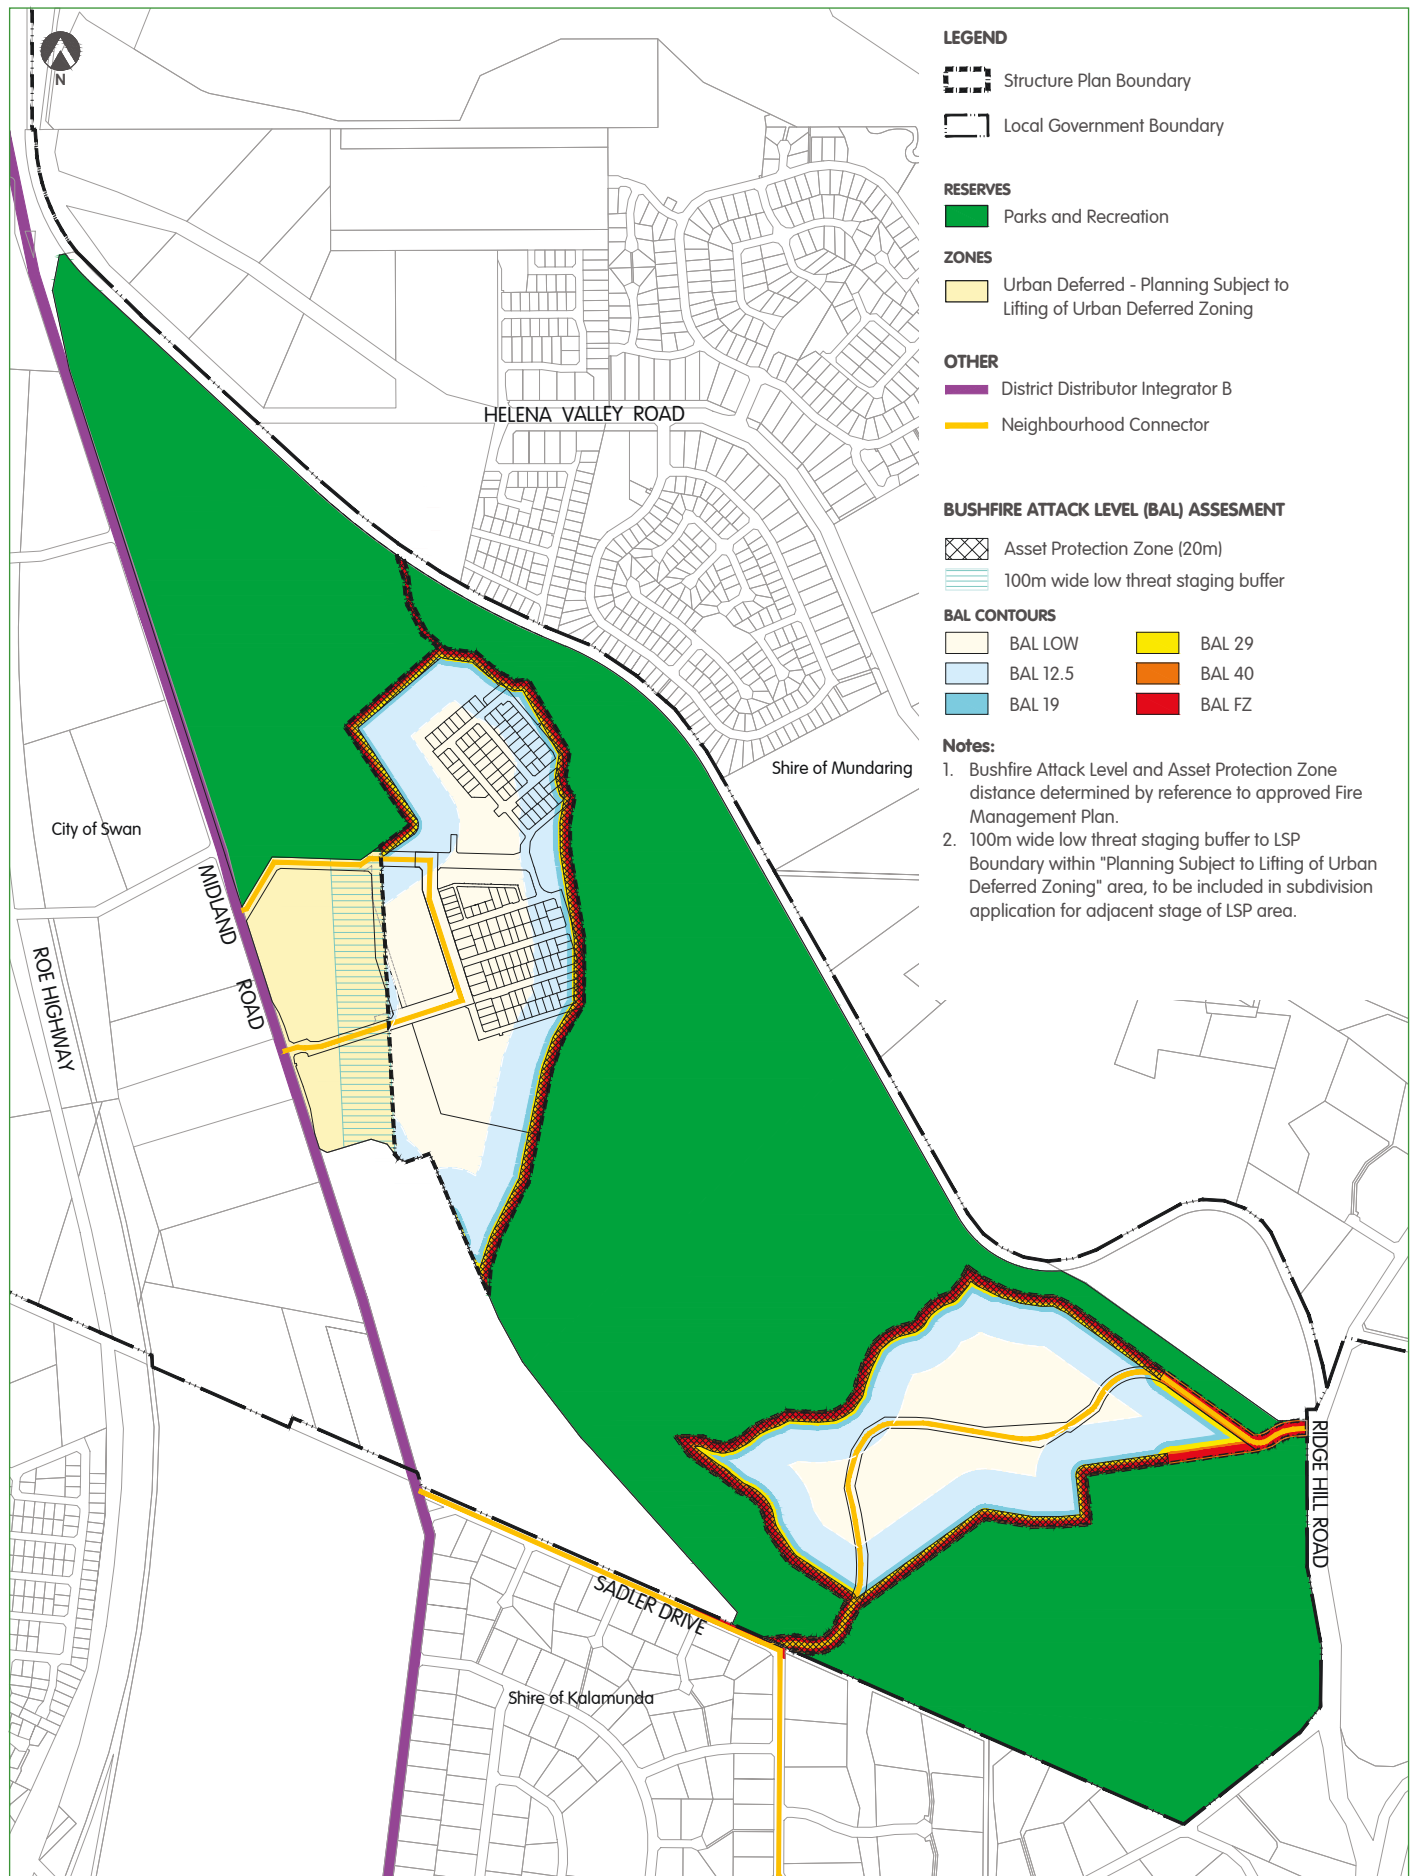 N
LEGEND
Structure Plan Boundary
Local Government Boundary
RESERVES
Parks and Recreation
ZONES
Urban Deferred - Planning Subject to
Lifting of Urban Deferred Zoning
OTHER
District Distributor Integrator B
Neighbourhood Connector
BUSHFIRE ATTACK LEVEL (BAL) ASSESMENT
Asset Protection Zone (20m)
100m wide low threat staging buffer
BAL CONTOURS
BAL LOW
BAL 29
BAL 12.5
BAL 40
BAL 19
BAL FZ
Notes:
1. Bushfire Attack Level and Asset Protection Zone
distance determined by reference to approved Fire
Management Plan.
2. 100m wide low threat staging buffer to LSP
Boundary within "Planning Subject to Lifting of Urban
Deferred Zoning" area, to be included in subdivision
application for adjacent stage of LSP area.
HELENA VALLEY ROAD
Shire of Mundaring
City of Swan
MIDLAND
ROAD
ROE HIGHWAY
RIDGE HILL ROAD
SADLER DRIVE
Shire of Kalamunda